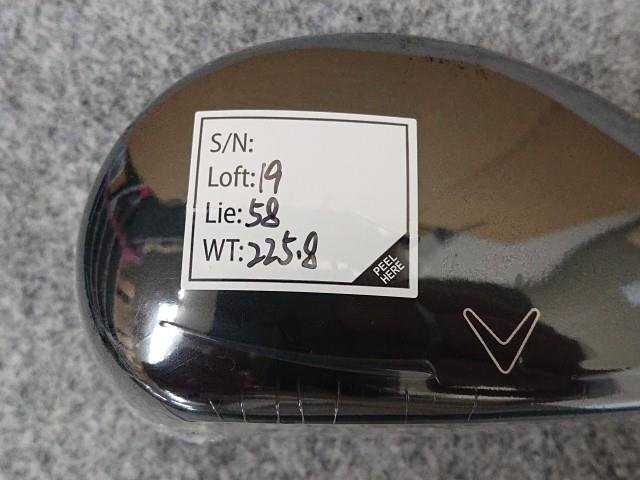 S/N:
Loft: 19
Lie: 58
WT: 225.8
PEEL
HERE